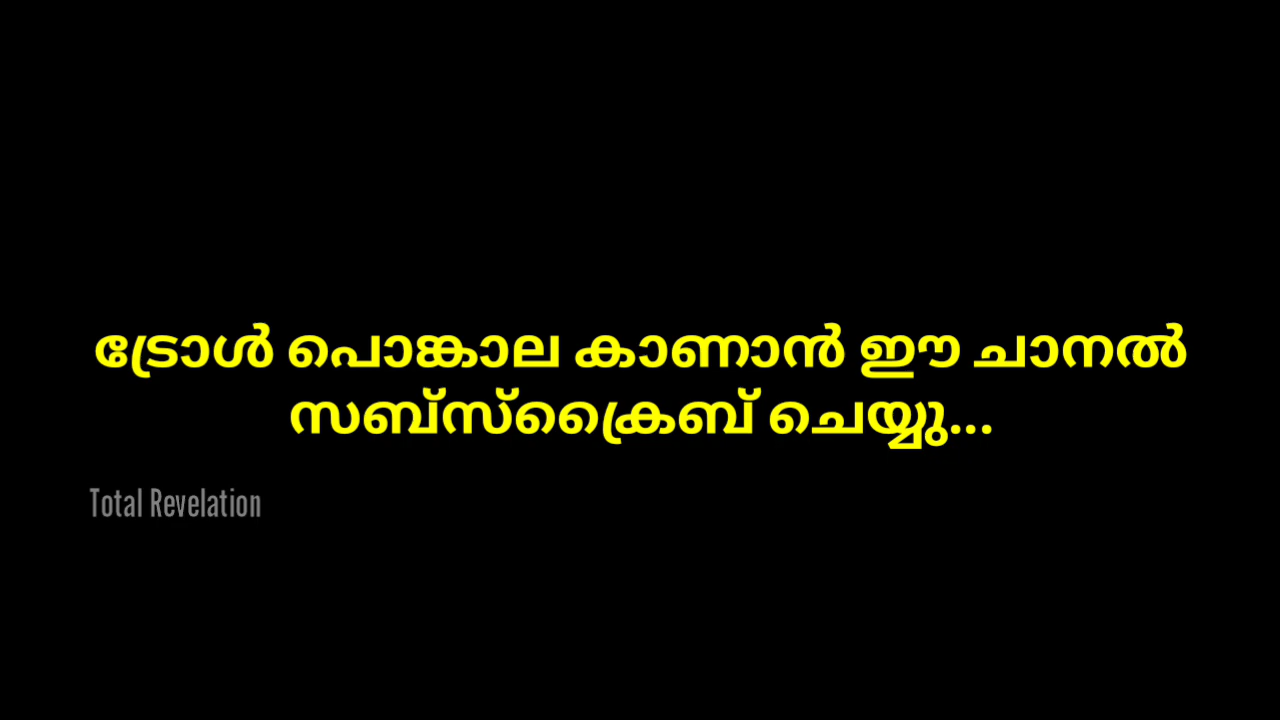 ട്രോൾ പൊങ്കാല കാണാൻ ഈ ചാനൽ
സബ്സ്ക്രൈബ് ചെയ്യു...
Total Revelation